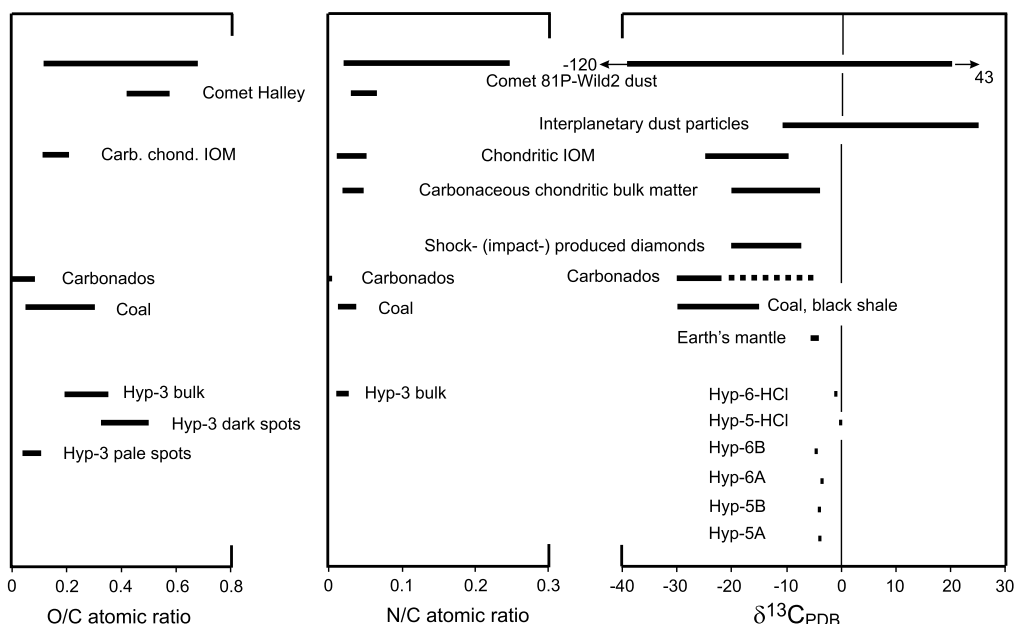 -120
43
Comet 81P-Wild2 dust
Comet Halley
Interplanetary dust particles
Carb. chond. IOM
Chondritic IOM
Carbonaceous chondritic bulk matter
Shock- (impact-) produced diamonds
Carbonados
Carbonados
Carbonados
Coal
Coal
Coal, black shale
Earth's mantle
Hyp-3 bulk
Hyp-3 bulk
Hyp-6-HCl
Hyp-3 dark spots
Hyp-5-HCl
Hyp-3 pale spots
Hyp-6B
Hyp-6A
Hyp-5B
Hyp-5A
0 0.2 0.4 0.6 0.8
0 0.1 0.2 0.3
-40 -30 -20 -10 0 10 20 30
O/C atomic ratio
N/C atomic ratio
δ¹³CPDB